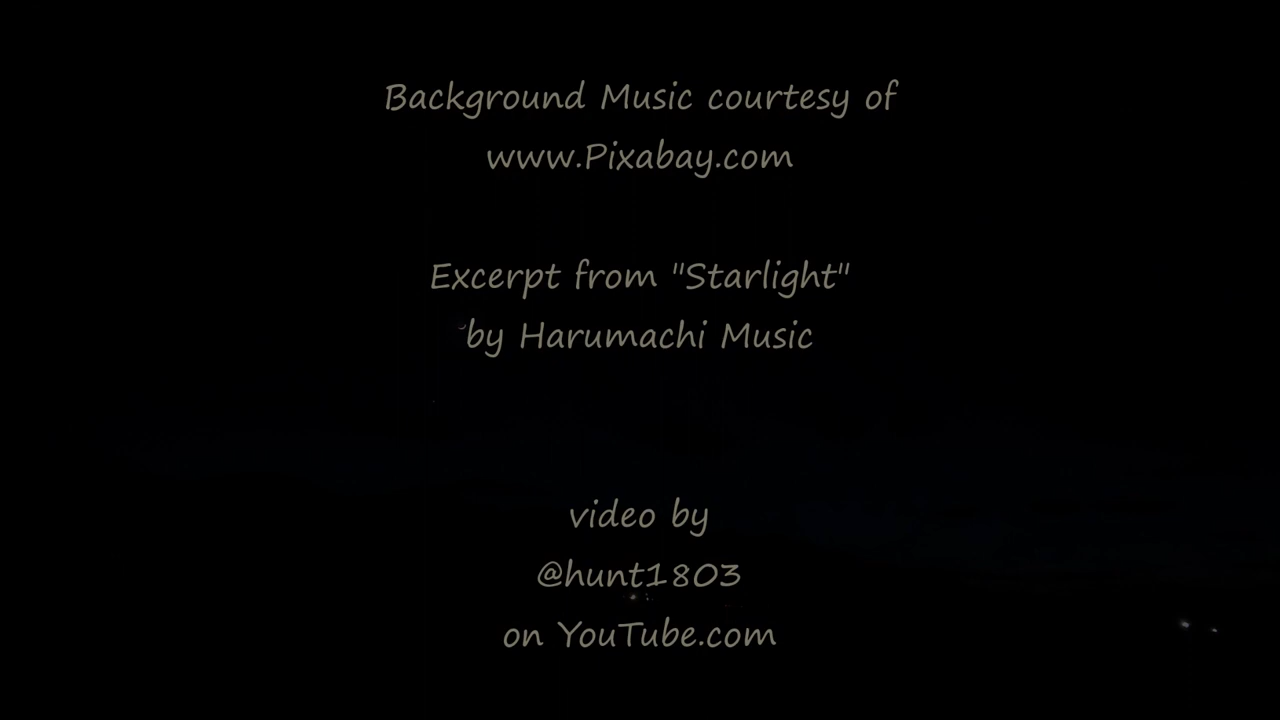 Background Music courtesy of
www.Pixabay.com
Excerpt from "Starlight"
by Harumachi Music
video by
@hunt1803
on YouTube.com